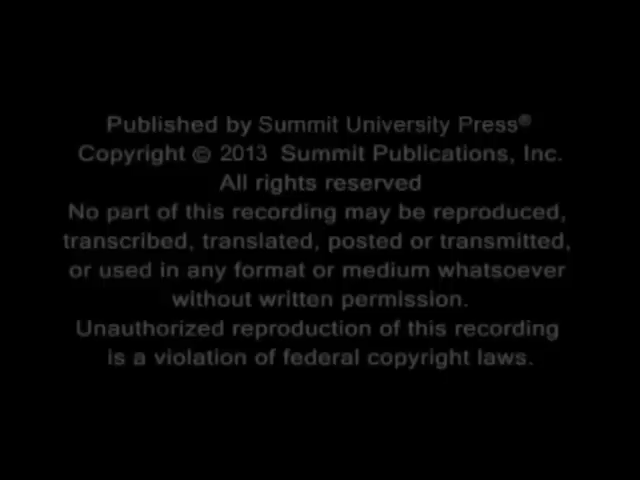 Published by Summit University Press®
Copyright © 2013 Summit Publications, Inc.
All rights reserved
No part of this recording may be reproduced,
transcribed, translated, posted or transmitted,
or used in any format or medium whatsoever
without written permission.
Unauthorized reproduction of this recording
is a violation of federal copyright laws.